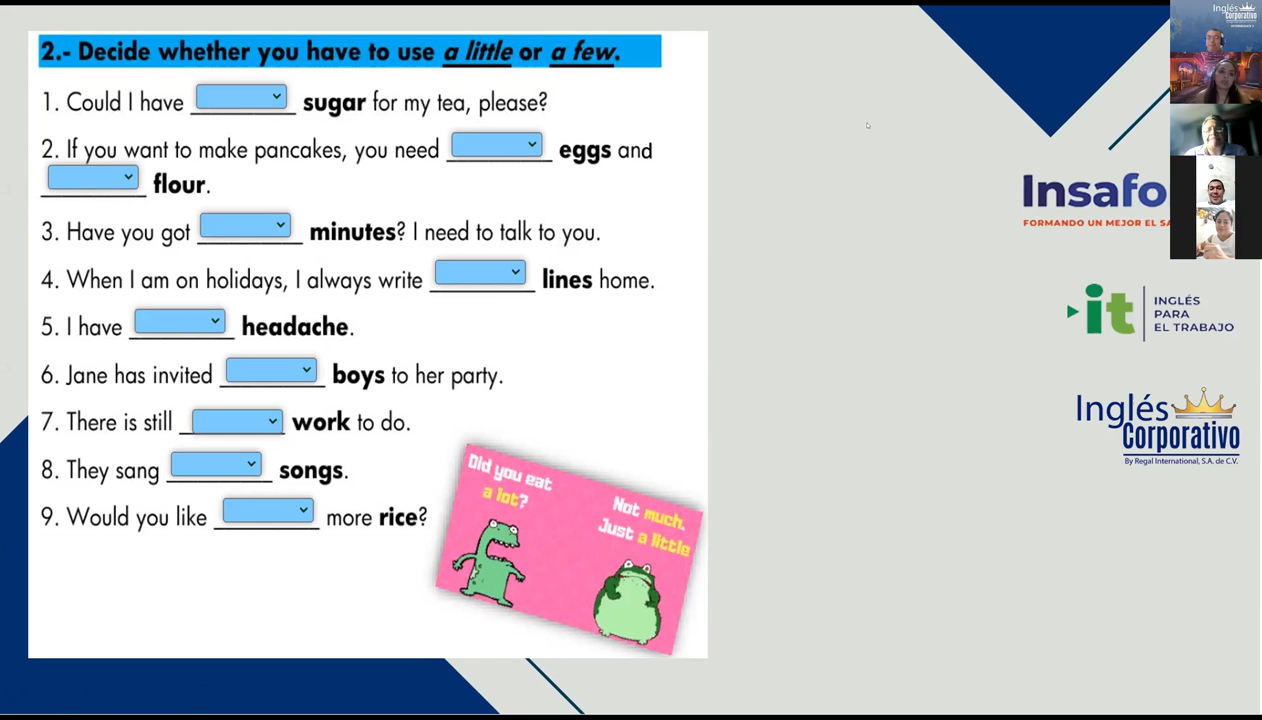 2.- Decide whether you have to use a little or a few.
1. Could I have sugar for my tea, please?
2. If you want to make pancakes, you need eggs and
flour.
3. Have you got minutes? I need to talk to you.
4. When I am on holidays, I always write lines home.
5. I have headache.
6. Jane has invited boys to her party.
7. There is still work to do.
8. They sang songs.
9. Would you like more rice?
Did you eat
a lot?
Not much.
Just a little
Inglés
Corporativo
Insafo
FORMANDO UN MEJOR EL SA
it
INGLÉS
PARA
EL TRABAJO
Inglés
Corporativo
By Regal International, S.A. de C.V.